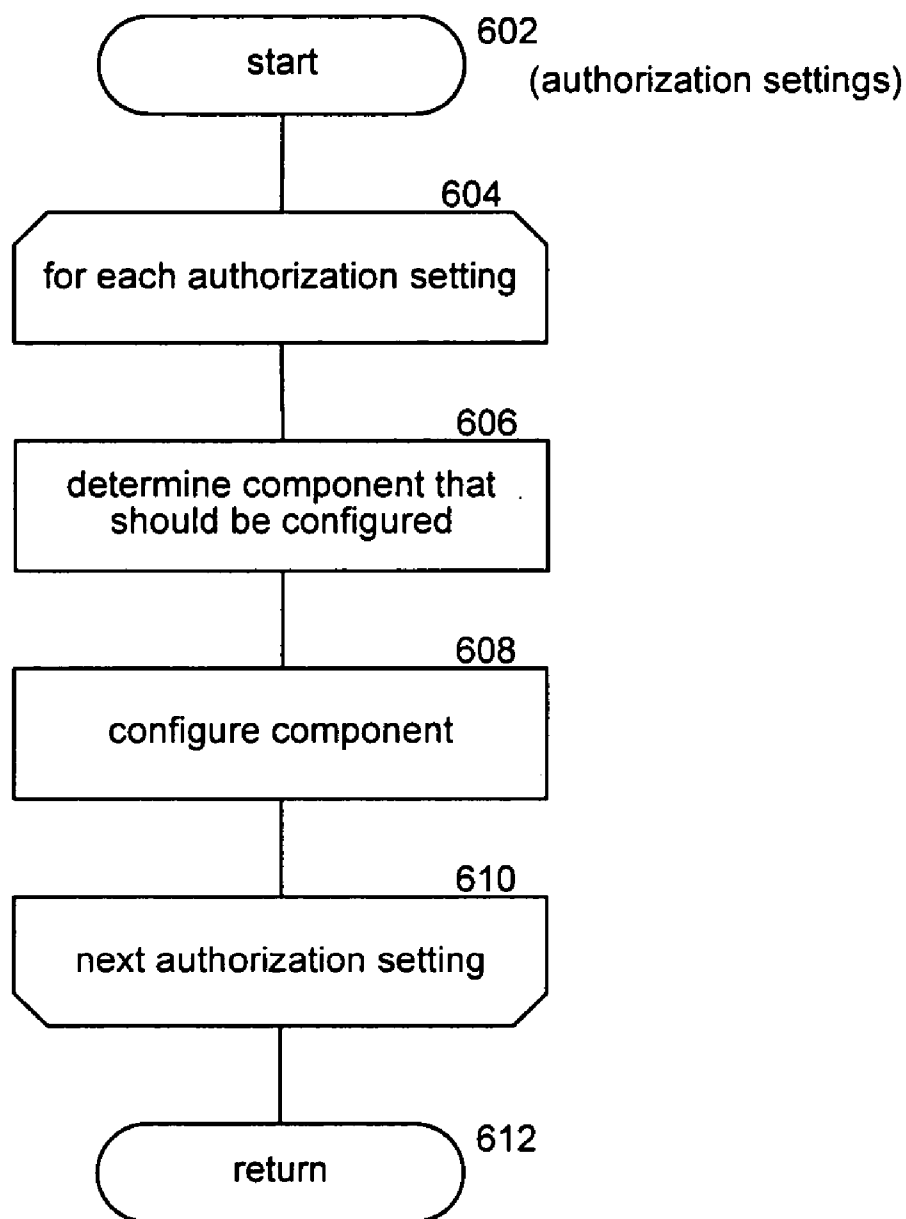 602
start
(authorization settings)
604
for each authorization setting
606
determine component that
should be configured
608
configure component
610
next authorization setting
612
return